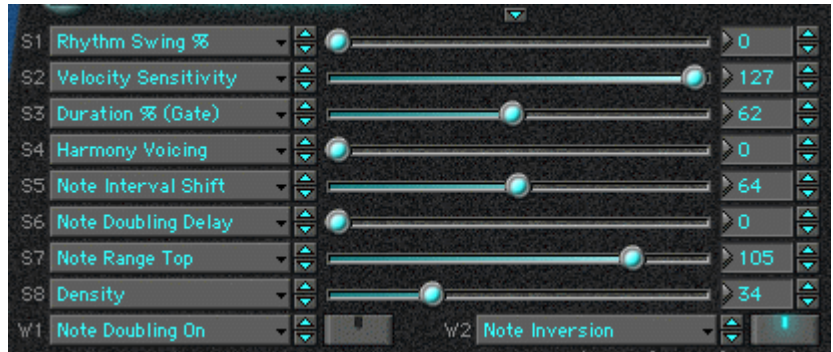 S1 Rhythm Swing % 0
S2 Velocity Sensitivity 127
S3 Duration % (Gate) 62
S4 Harmony Voicing 0
S5 Note Interval Shift 64
S6 Note Doubling Delay 0
S7 Note Range Top 105
S8 Density 34
W1 Note Doubling On W2 Note Inversion